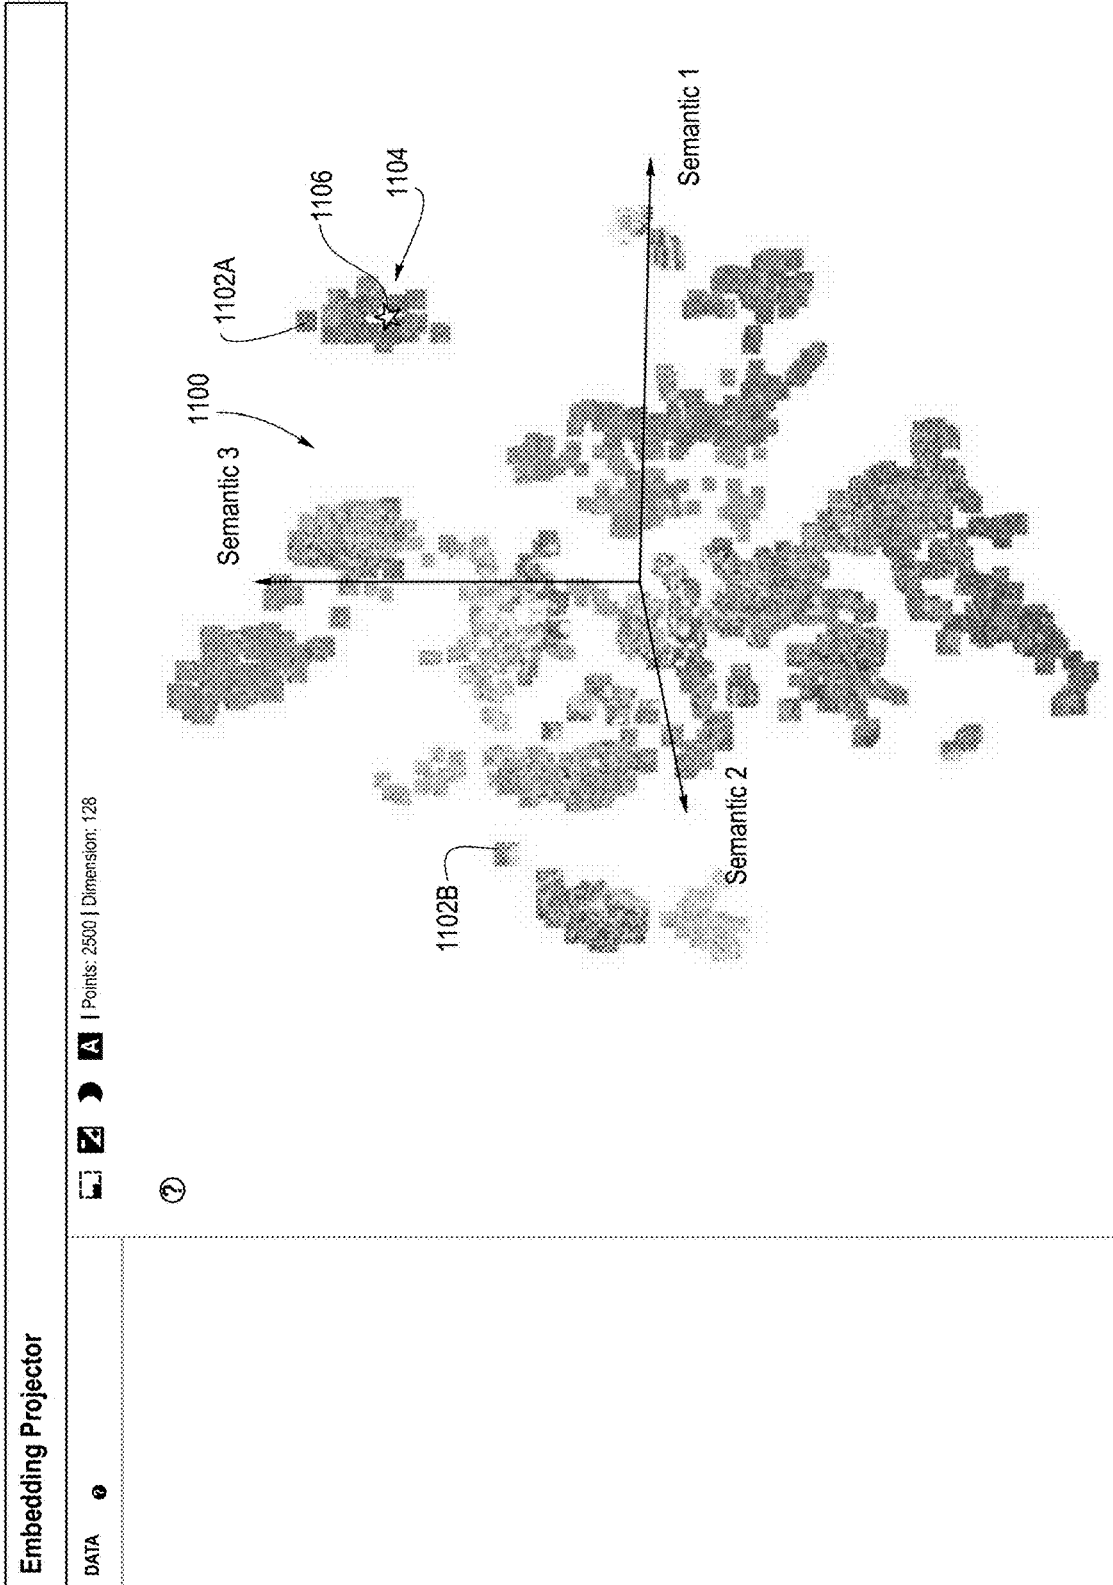 Embedding Projector
DATA
A | Points: 2500 | Dimension: 128
1102A
1106
1104
1100
Semantic 3
Semantic 1
1102B
Semantic 2